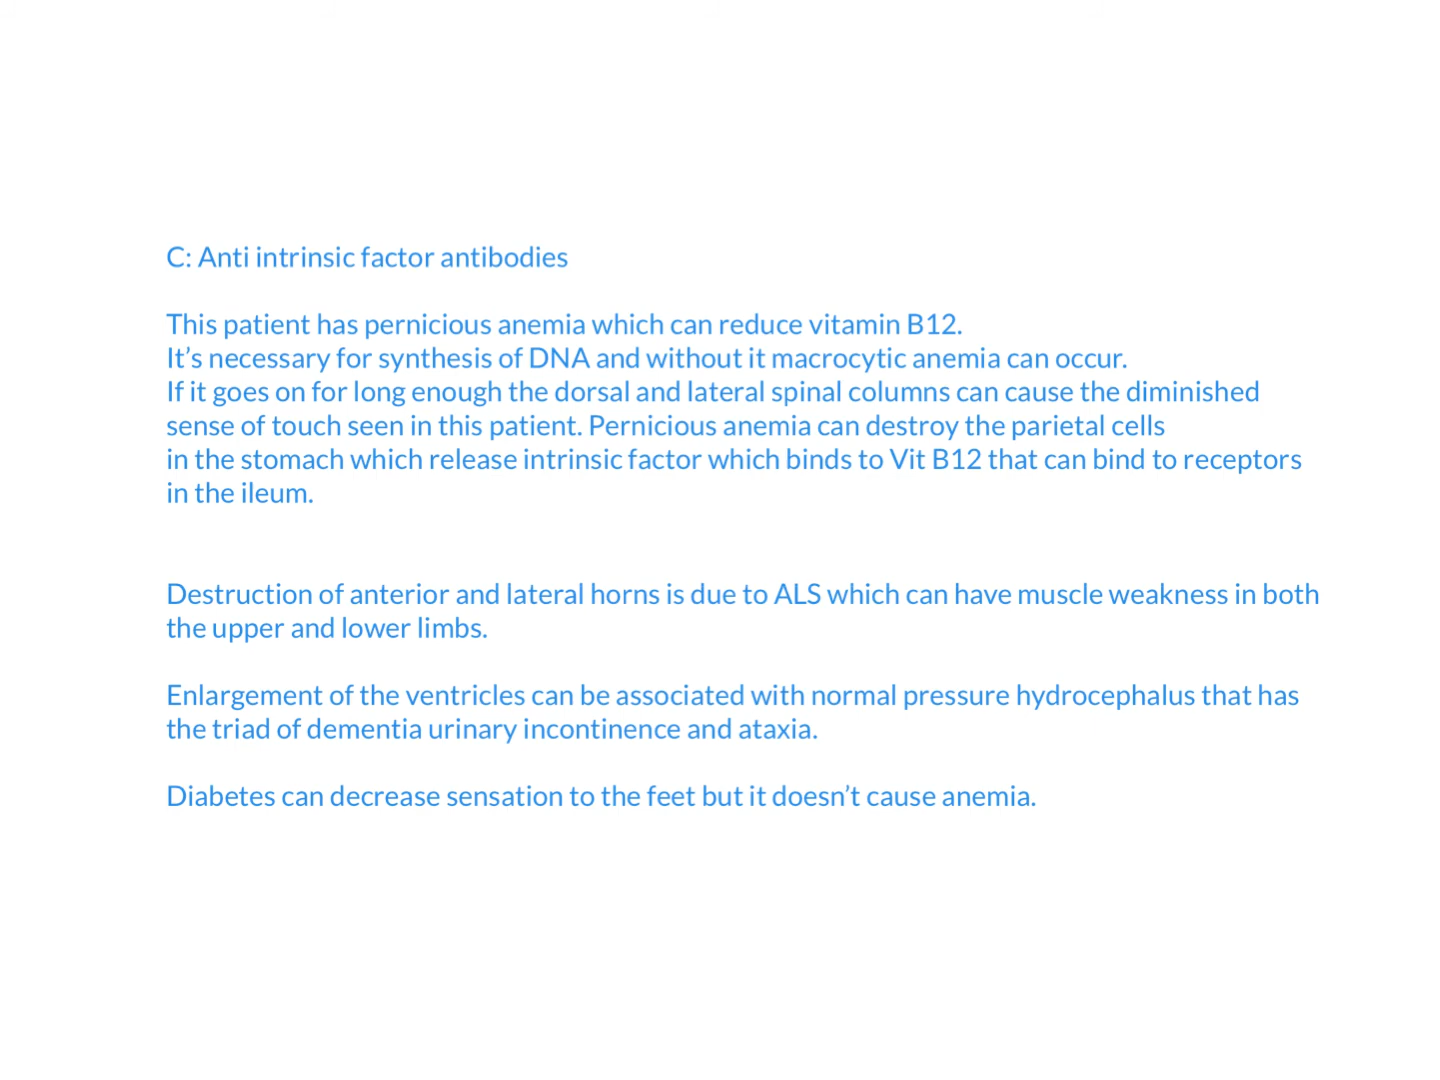 C: Anti intrinsic factor antibodies
This patient has pernicious anemia which can reduce vitamin B12.
It’s necessary for synthesis of DNA and without it macrocytic anemia can occur.
If it goes on for long enough the dorsal and lateral spinal columns can cause the diminished
sense of touch seen in this patient. Pernicious anemia can destroy the parietal cells
in the stomach which release intrinsic factor which binds to Vit B12 that can bind to receptors
in the ileum.
Destruction of anterior and lateral horns is due to ALS which can have muscle weakness in both
the upper and lower limbs.
Enlargement of the ventricles can be associated with normal pressure hydrocephalus that has
the triad of dementia urinary incontinence and ataxia.
Diabetes can decrease sensation to the feet but it doesn’t cause anemia.